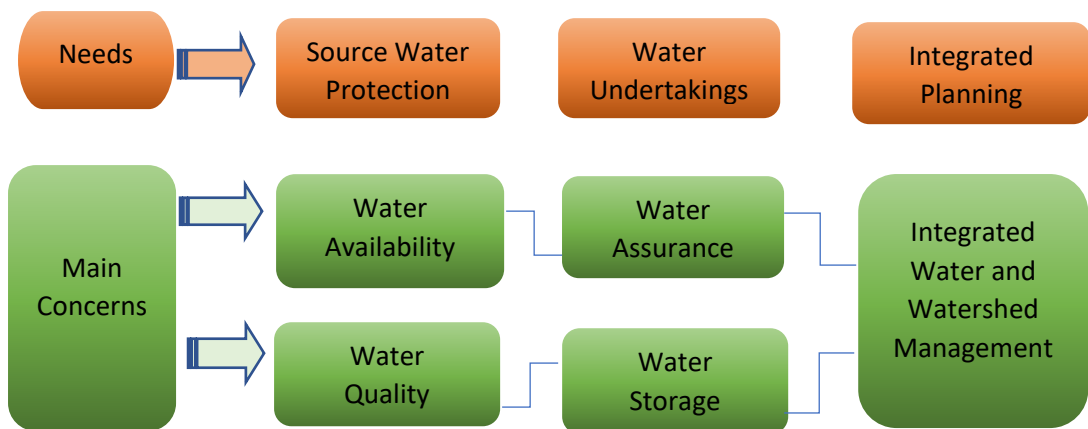 Needs
Source Water
Protection
Water
Undertakings
Integrated
Planning
Main
Concerns
Water
Availability
Water
Assurance
Integrated
Water and
Watershed
Management
Water
Quality
Water
Storage